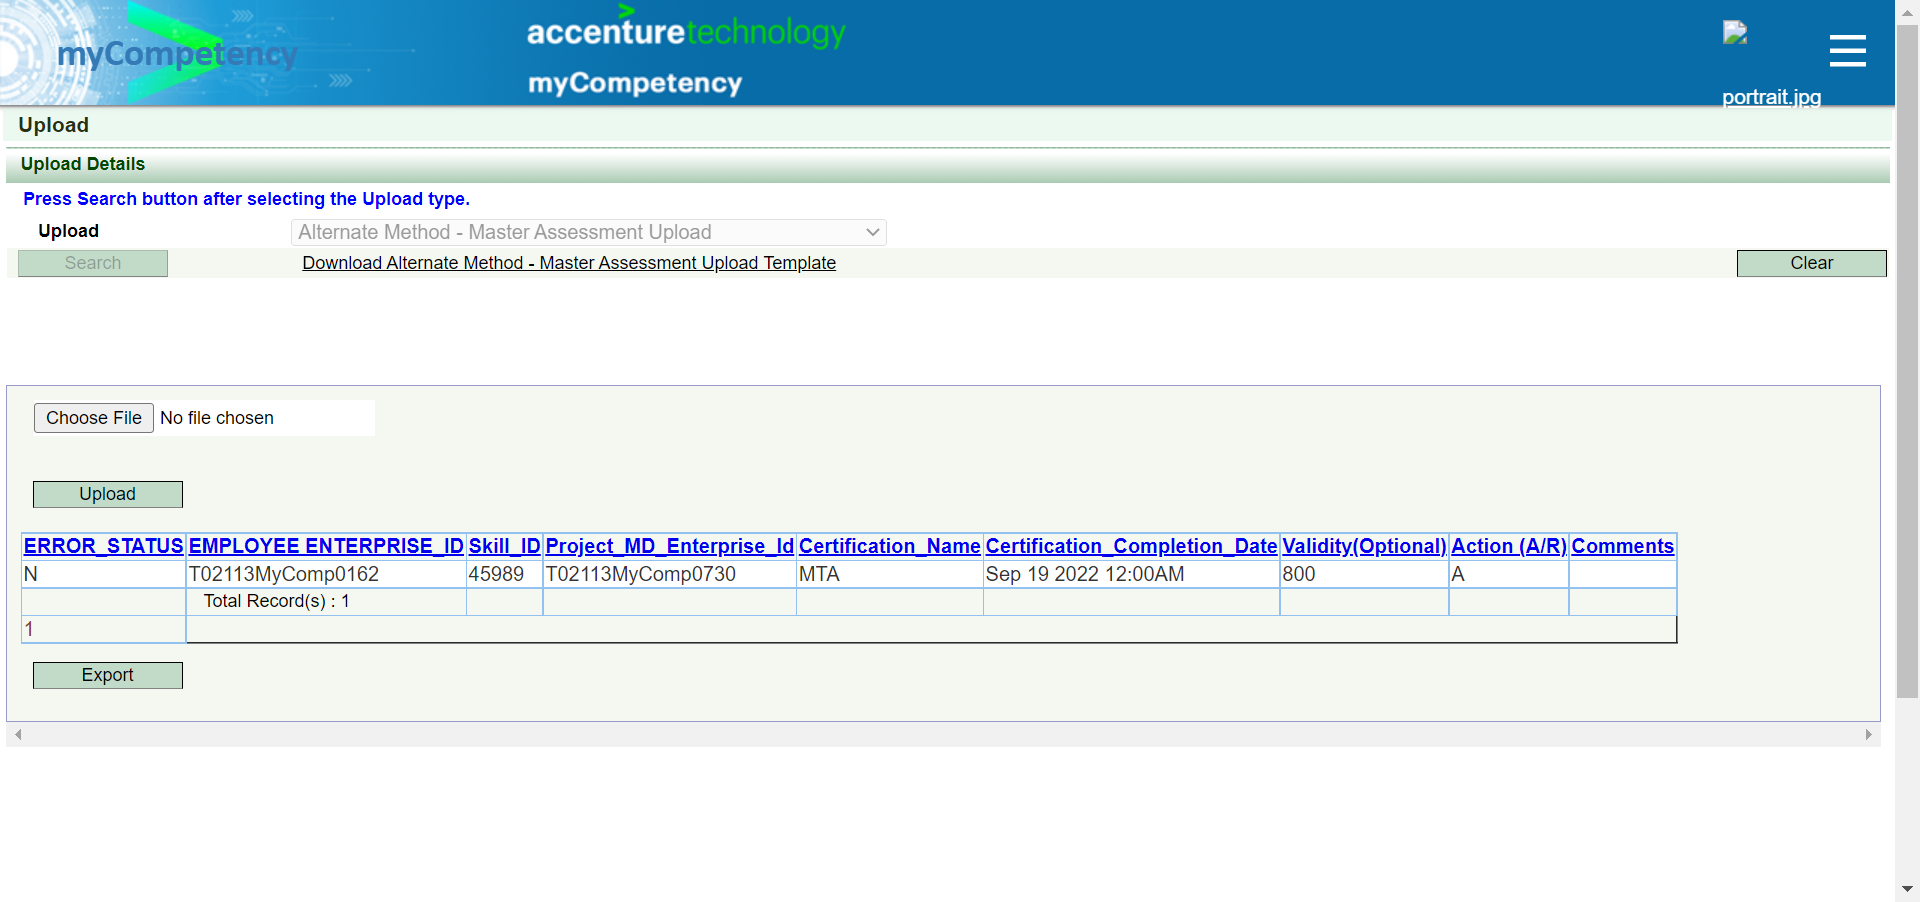 myCompetency
accenturetechnology
myCompetency
portrait.jpg
Upload
Upload Details
Press Search button after selecting the Upload type.
Upload Alternate Method - Master Assessment Upload
Search Download Alternate Method - Master Assessment Upload Template Clear
Choose File No file chosen
Upload
ERROR_STATUS EMPLOYEE ENTERPRISE_ID Skill_ID Project_MD_Enterprise_Id Certification_Name Certification_Completion_Date Validity(Optional) Action (A/R) Comments
N T02113MyComp0162 45989 T02113MyComp0730 MTA Sep 19 2022 12:00AM 800 A
Total Record(s) : 1
1
Export